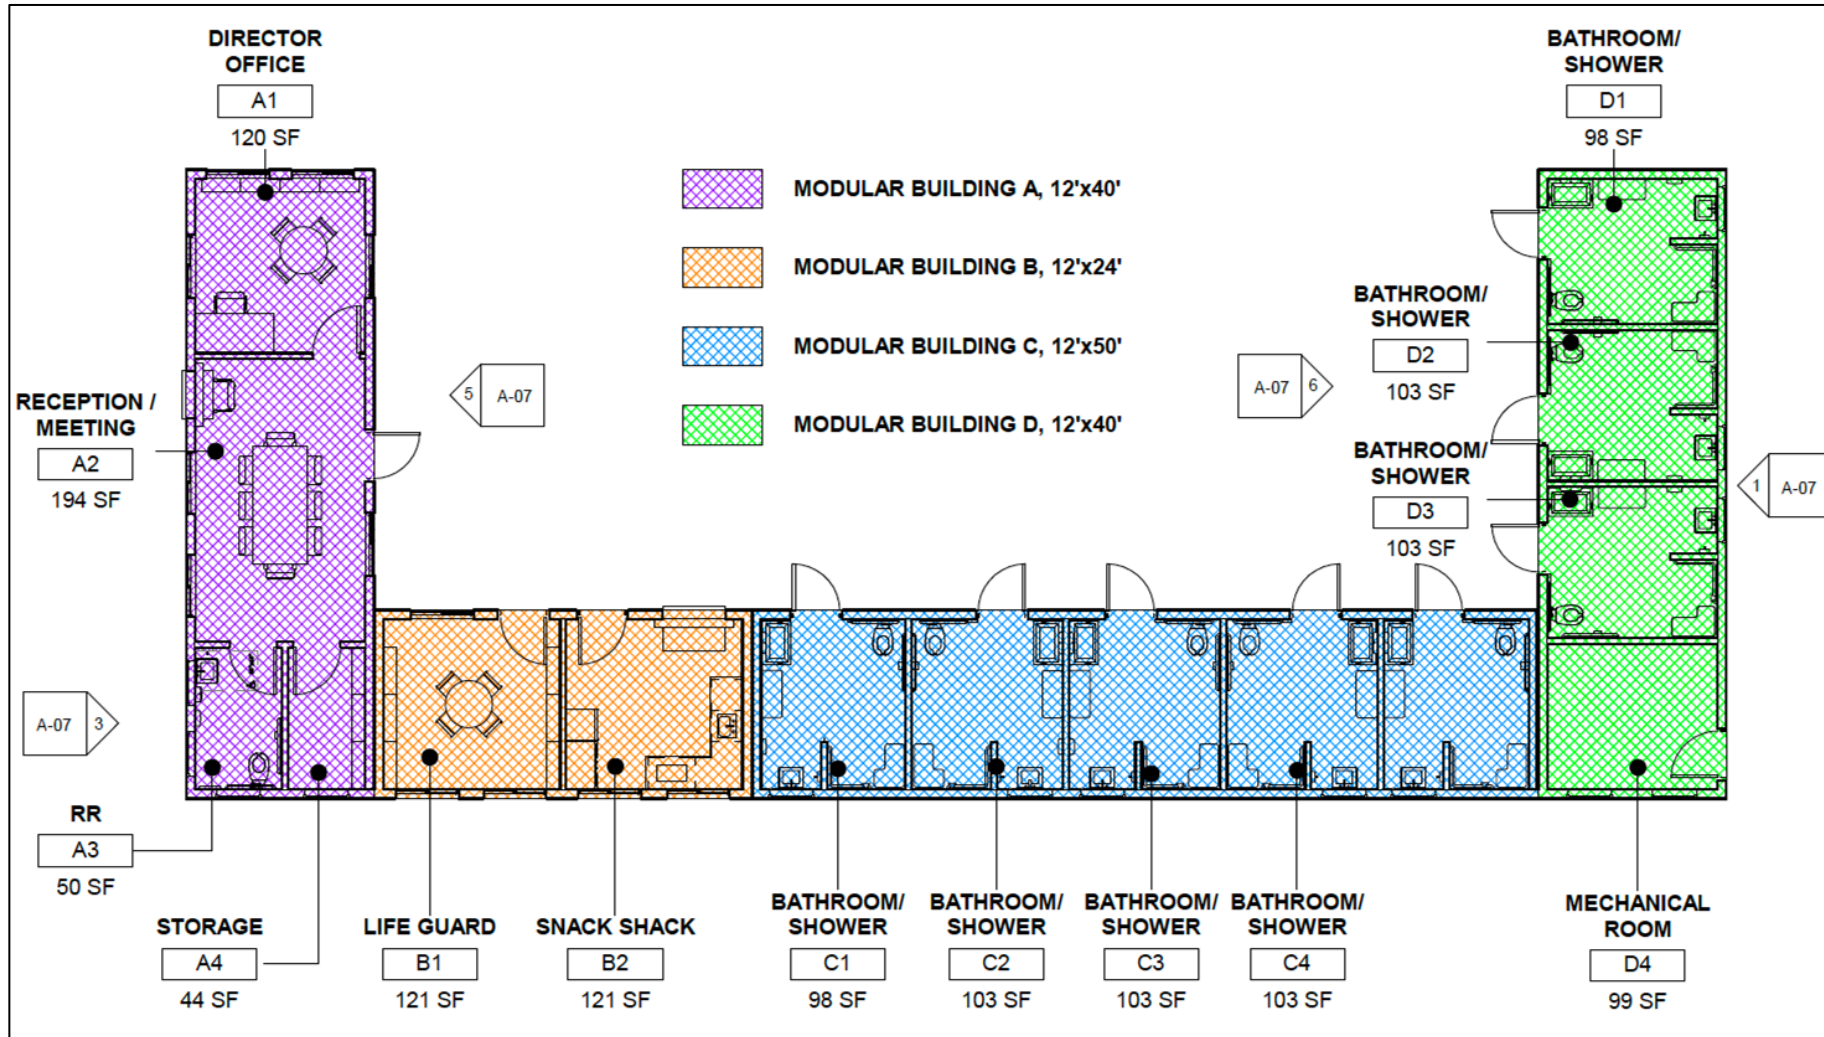 DIRECTOR
OFFICE
A1
120 SF
BATHROOM/
SHOWER
D1
98 SF
MODULAR BUILDING A, 12'x40'
MODULAR BUILDING B, 12'x24'
MODULAR BUILDING C, 12'x50'
MODULAR BUILDING D, 12'x40'
BATHROOM/
SHOWER
D2
103 SF
5
A-07
A-07
6
RECEPTION /
MEETING
A2
194 SF
BATHROOM/
SHOWER
D3
103 SF
1
A-07
A-07
3
RR
A3
50 SF
STORAGE
A4
44 SF
LIFE GUARD
B1
121 SF
SNACK SHACK
B2
121 SF
BATHROOM/
SHOWER
C1
98 SF
BATHROOM/
SHOWER
C2
103 SF
BATHROOM/
SHOWER
C3
103 SF
BATHROOM/
SHOWER
C4
103 SF
MECHANICAL
ROOM
D4
99 SF